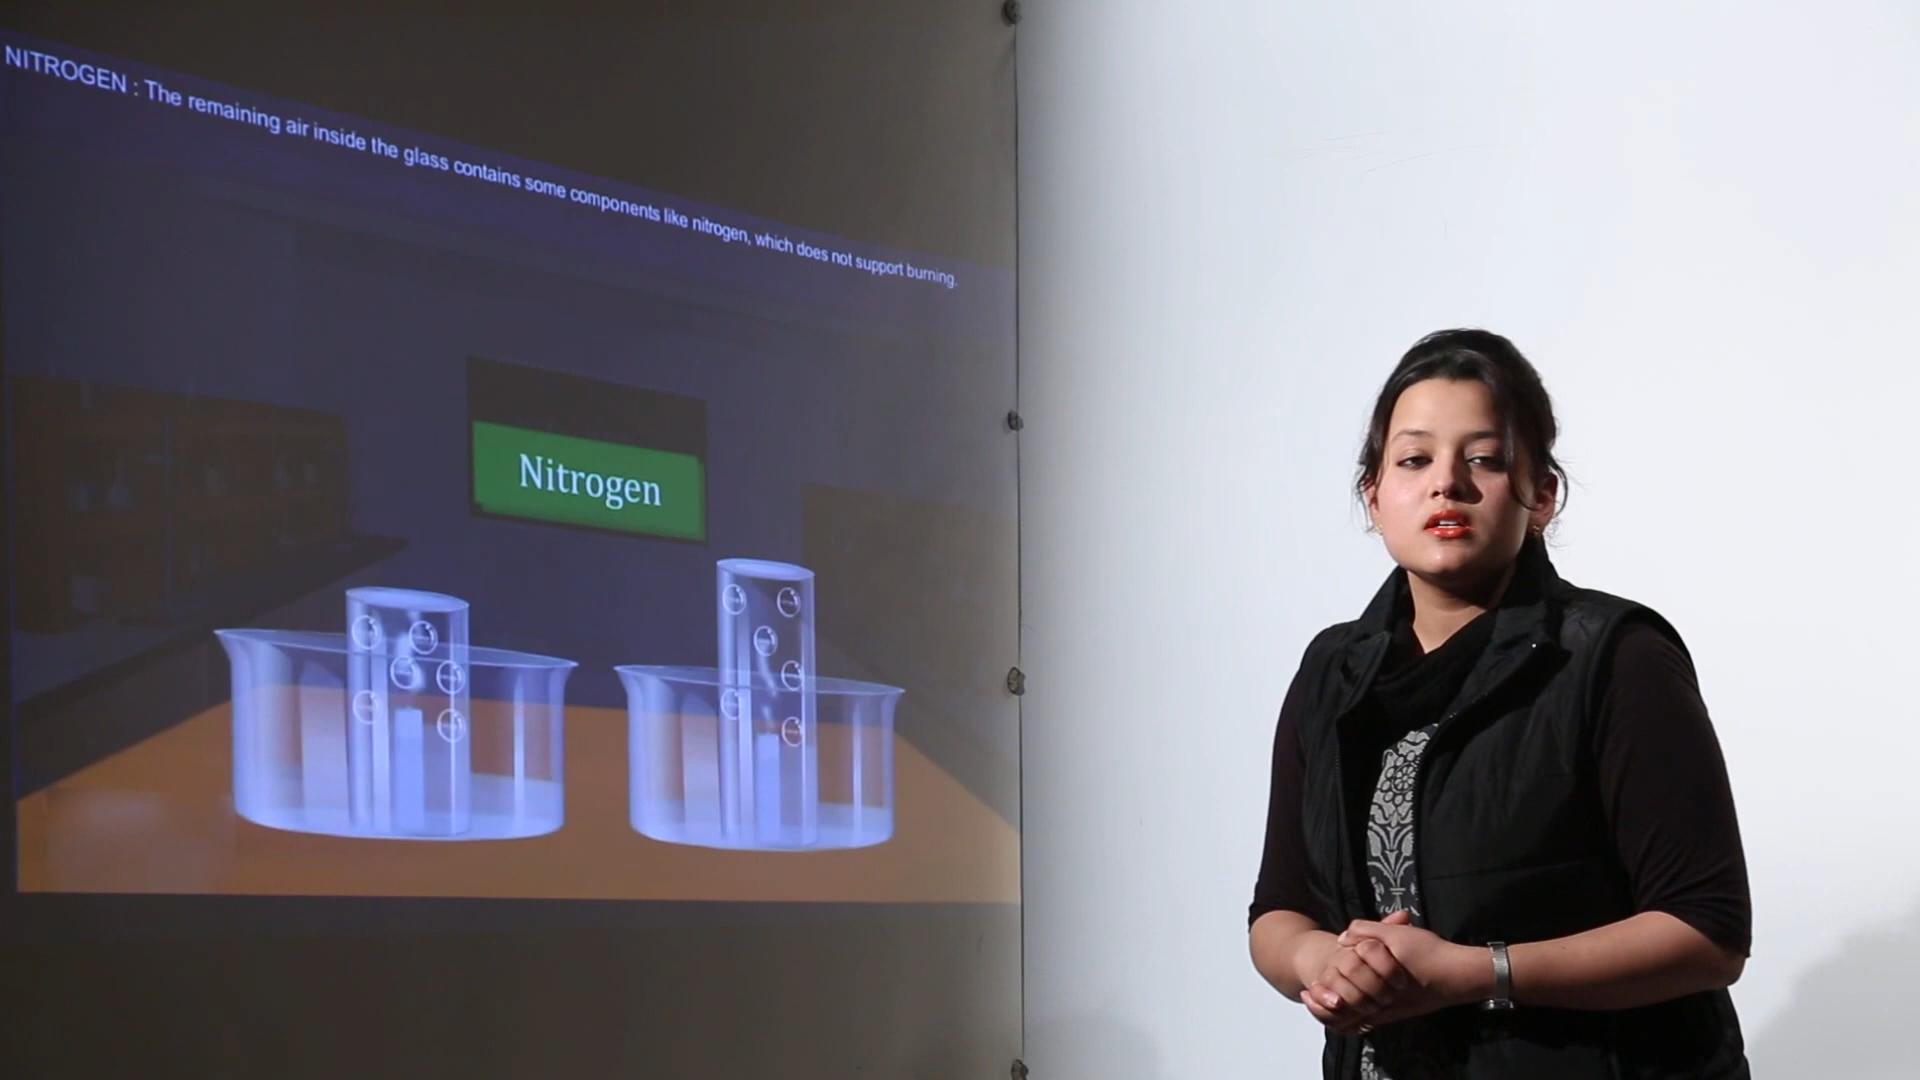 NITROGEN : The remaining air inside the glass contains some components like nitrogen, which does not support burning.
Nitrogen